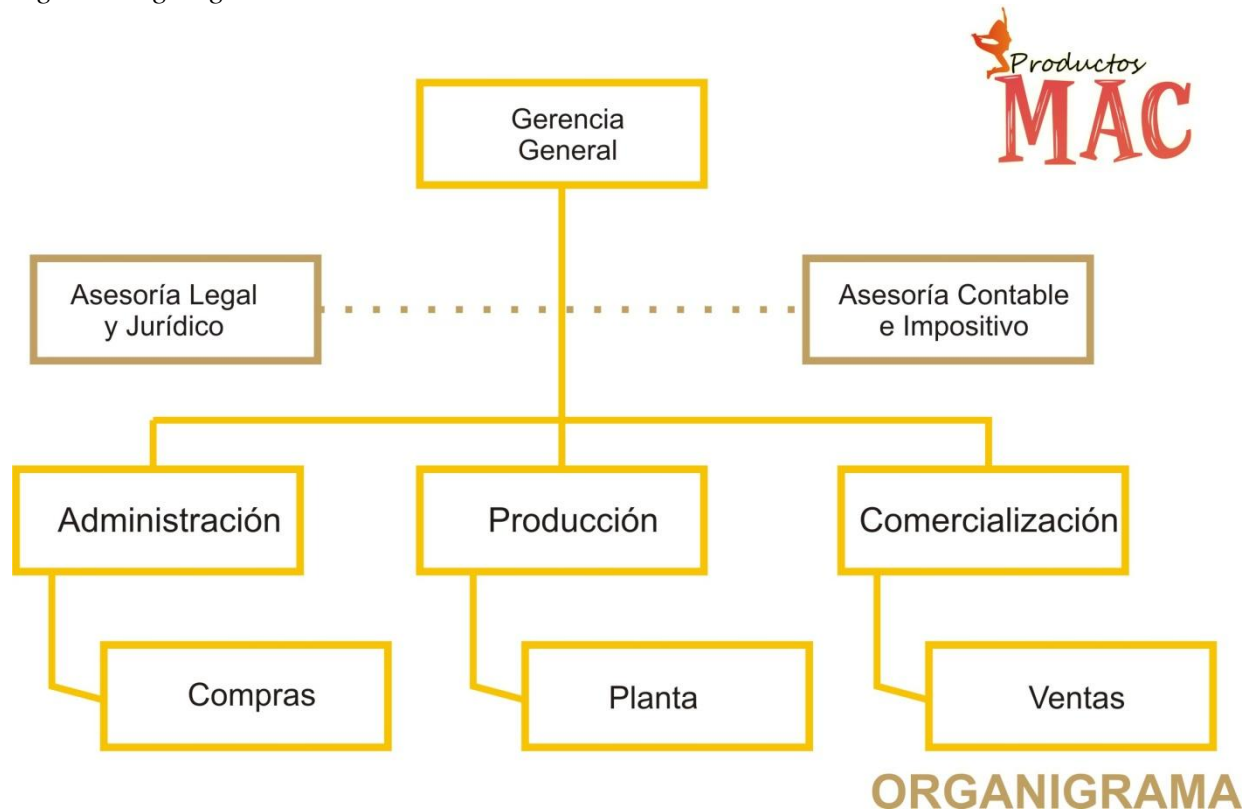 Productos
MAC
Gerencia
General
Asesoría Legal
y Jurídico
Asesoría Contable
e Impositivo
Administración
Producción
Comercialización
Compras
Planta
Ventas
ORGANIGRAMA